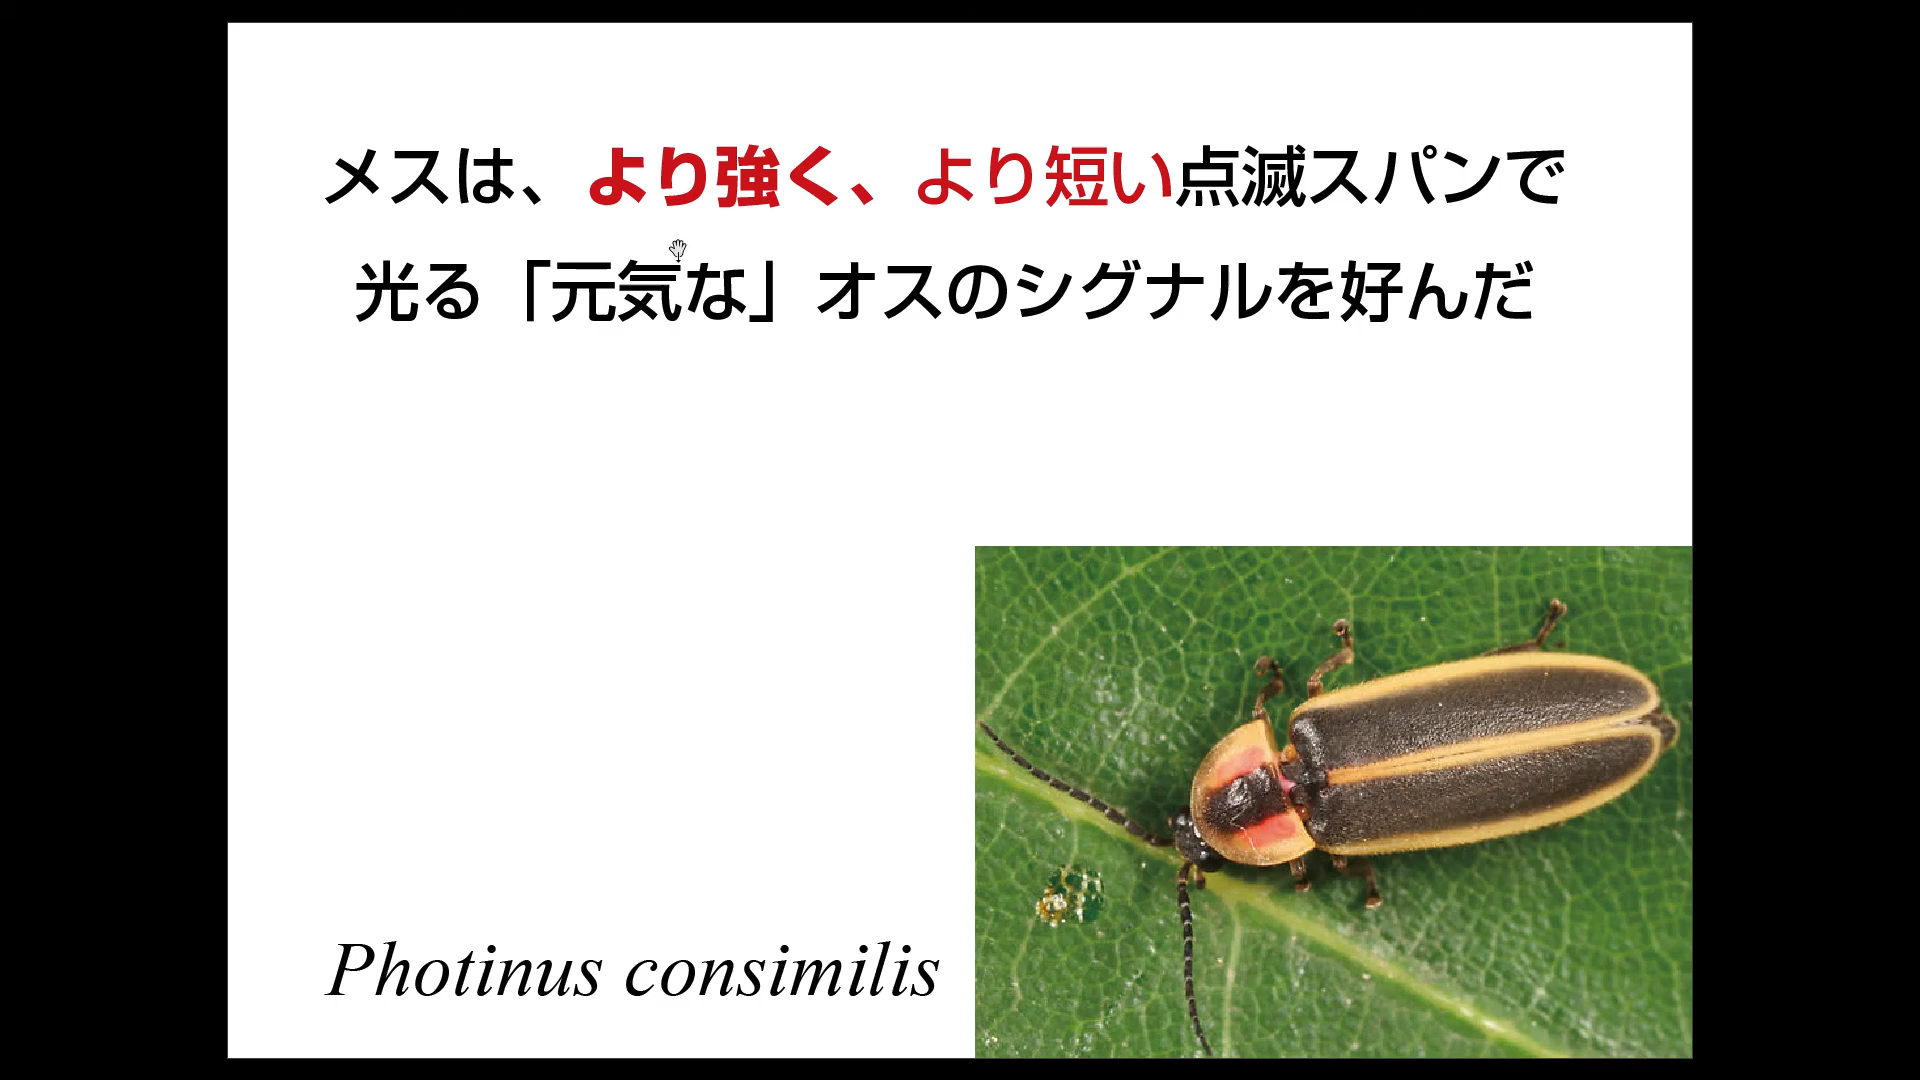 メスは、より強く、より短い点滅スパンで
光る「元気な」オスのシグナルを好んだ
Photinus consimilis